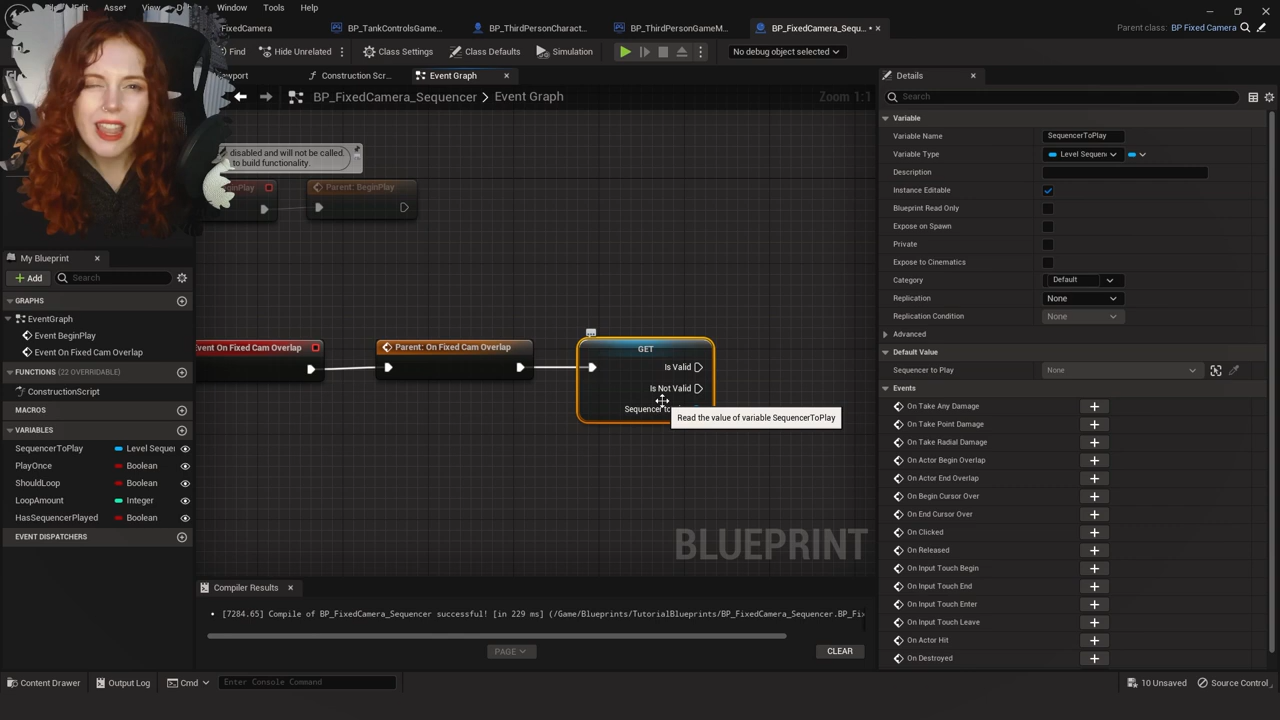 Asset
View
Debug
Window
Tools
Help
FixedCamera
BP_TankControlsGame...
BP_ThirdPersonCharact...
BP_ThirdPersonGameM...
BP_FixedCamera_Sequ...
Parent class: BP Fixed Camera
Find
Hide Unrelated
Class Settings
Class Defaults
Simulation
No debug object selected
Construction Scr...
Event Graph
Details
BP_FixedCamera_Sequencer > Event Graph
Zoom 1:1
Search
disabled and will not be called.
to build functionality.
Parent: BeginPlay
Event On Fixed Cam Overlap
Parent: On Fixed Cam Overlap
GET
Is Valid
Is Not Valid
Read the value of variable SequencerToPlay
BLUEPRINT
My Blueprint
Add
Search
GRAPHS
EventGraph
Event BeginPlay
Event On Fixed Cam Overlap
FUNCTIONS (22 OVERRIDABLE)
ConstructionScript
MACROS
VARIABLES
SequencerToPlay Level Seque
PlayOnce Boolean
ShouldLoop Boolean
LoopAmount Integer
HasSequencerPlayed Boolean
EVENT DISPATCHERS
Variable
Variable Name SequencerToPlay
Variable Type Level Sequen
Description
Instance Editable
Blueprint Read Only
Expose on Spawn
Private
Expose to Cinematics
Category Default
Replication None
Replication Condition None
Advanced
Default Value
Sequencer to Play None
Events
On Take Any Damage
On Take Point Damage
On Take Radial Damage
On Actor Begin Overlap
On Actor End Overlap
On Begin Cursor Over
On End Cursor Over
On Clicked
On Released
On Input Touch Begin
On Input Touch End
On Input Touch Enter
On Input Touch Leave
On Actor Hit
On Destroyed
Compiler Results
[7284.65] Compile of BP_FixedCamera_Sequencer successful! [in 229 ms] (/Game/Blueprints/TutorialBlueprints/BP_FixedCamera_Sequencer.BP_Fix
PAGE
CLEAR
Content Drawer
Output Log
Cmd
Enter Console Command
10 Unsaved
Source Control